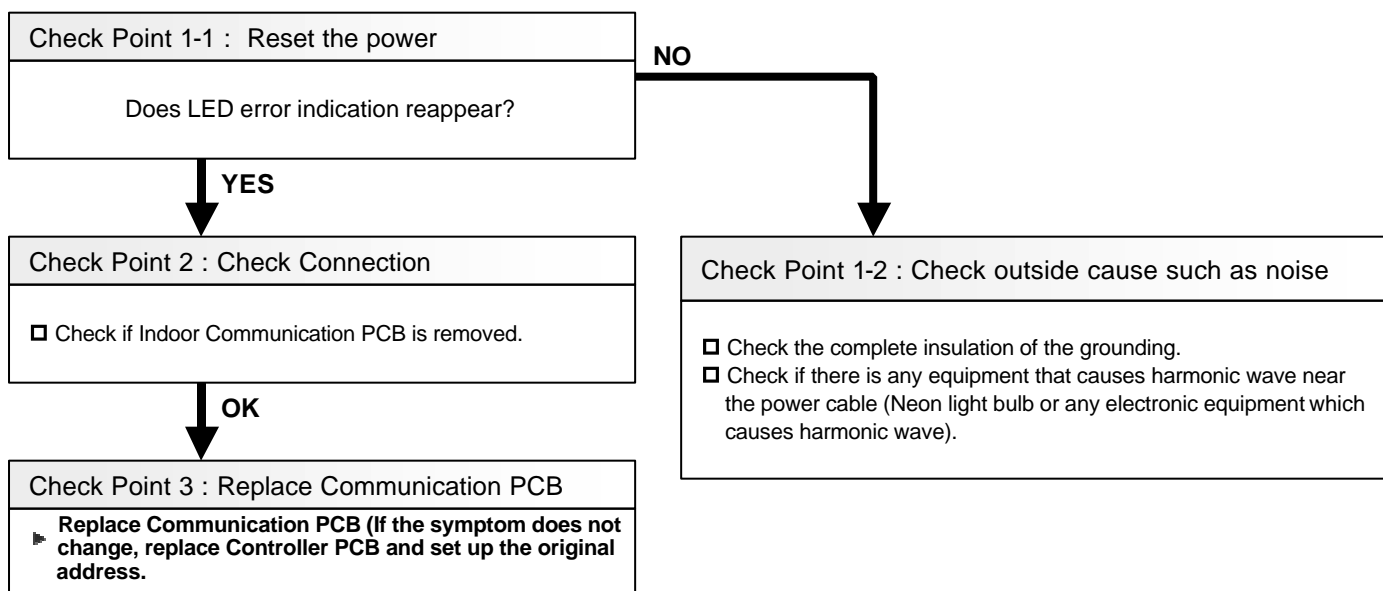 Check Point 1-1 :  Reset the power
Does LED error indication reappear?
NO
YES
Check Point 2 : Check Connection
☐ Check if Indoor Communication PCB is removed.
Check Point 1-2 : Check outside cause such as noise
☐ Check the complete insulation of the grounding.
☐ Check if there is any equipment that causes harmonic wave near
the power cable (Neon light bulb or any electronic equipment which
causes harmonic wave).
OK
Check Point 3 : Replace Communication PCB
Replace Communication PCB (If the symptom does not
change, replace Controller PCB and set up the original
address.